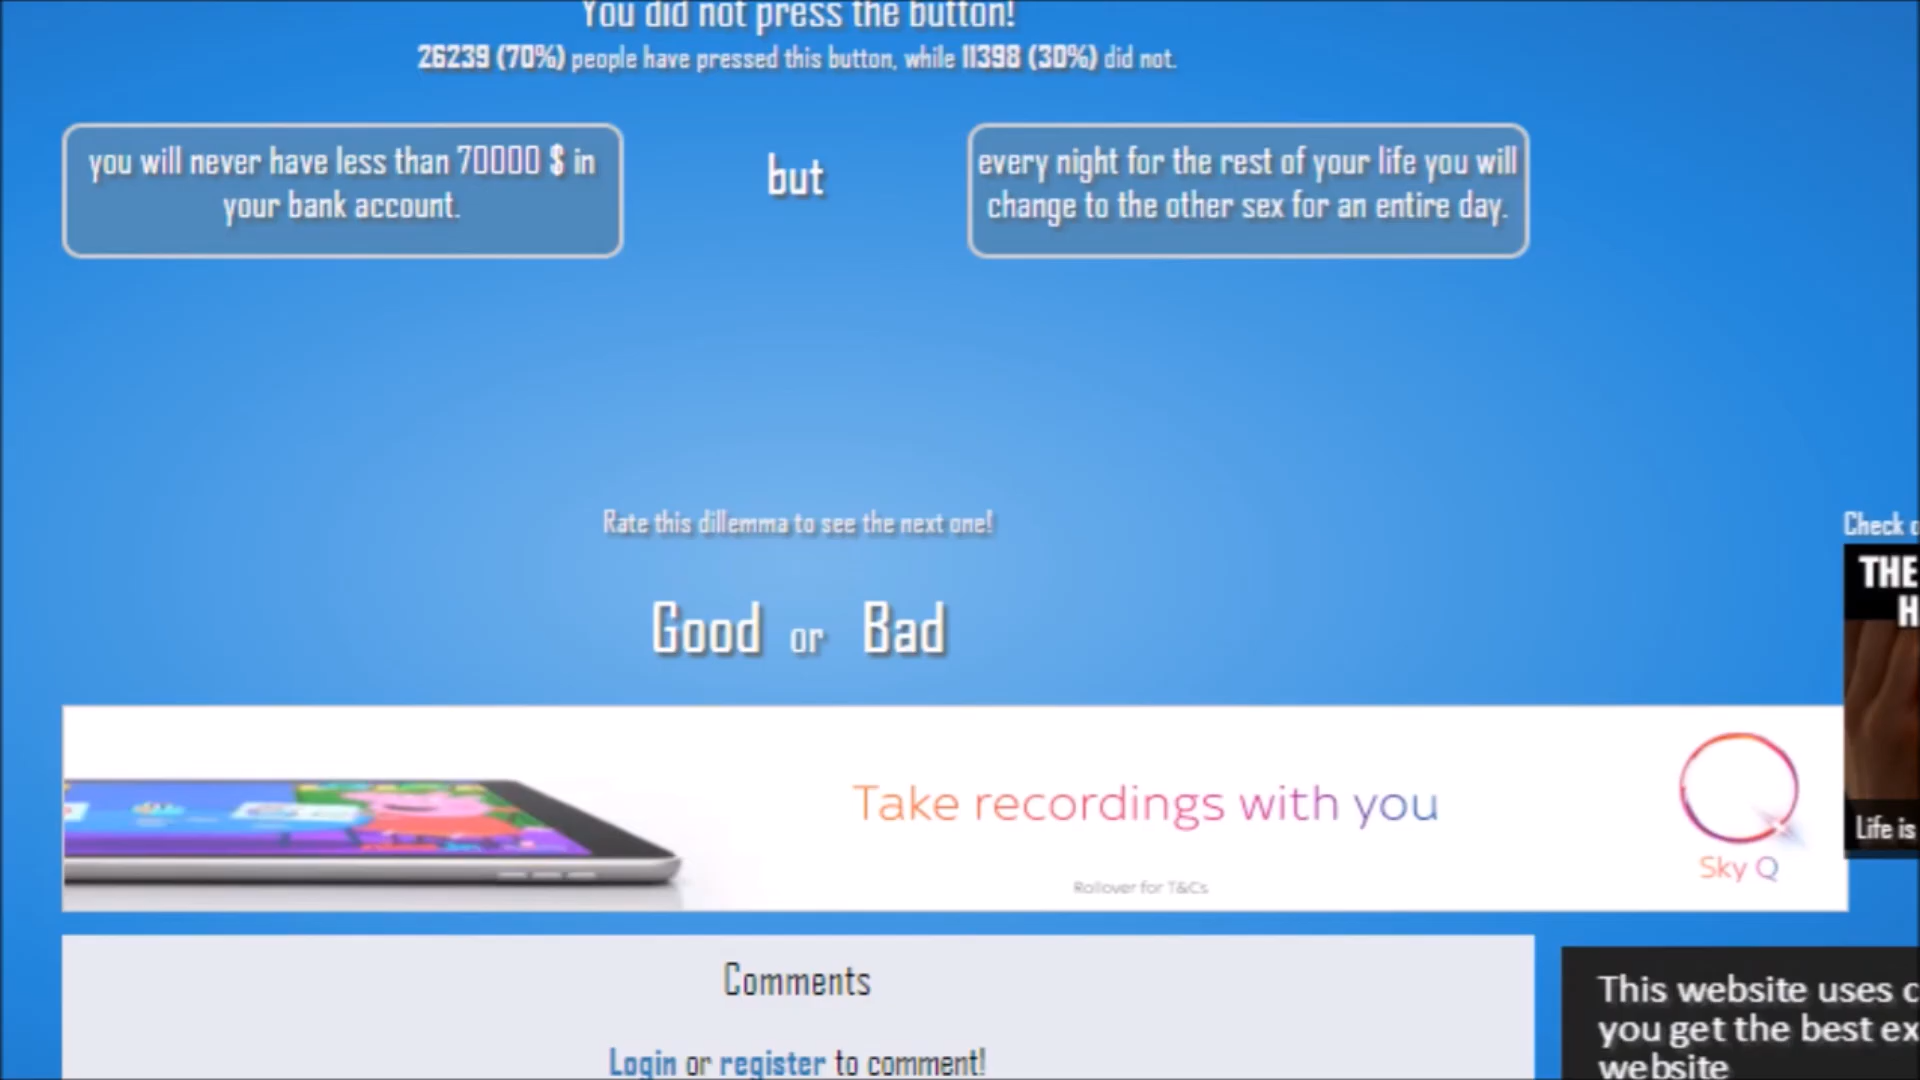 You did not press the button!
26239 (70%) people have pressed this button, while 11398 (30%) did not.
you will never have less than 70000 $ in
your bank account.
but
every night for the rest of your life you will
change to the other sex for an entire day.
Rate this dillemma to see the next one!
Good or Bad
Check
THE
H
Life is
Take recordings with you
Sky Q
Rollover for T&Cs
Comments
Login or register to comment!
This website uses c
you get the best ex
website